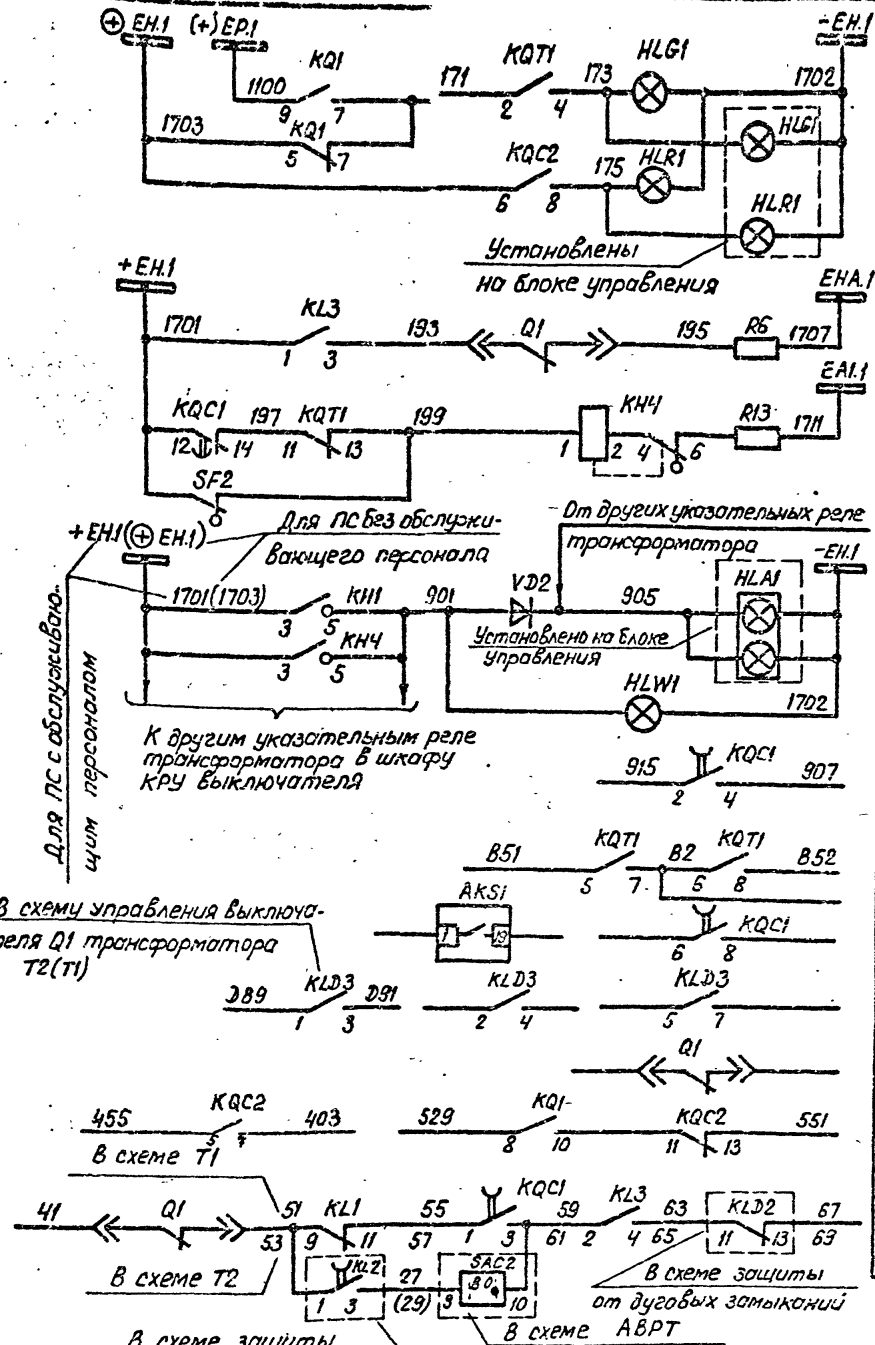 ⊕ EH.1 (+) EP.1 -EH.1
1100 KQ1 171 KQT1 173 HLG1 1702
9 7 2 4
1703 KQ1 HLG1
5 7
KQC2 175 HLR1
6 8 HLR1
Установлены
на блоке управления
+EH.1 EHA.1
1701 KL3 193 Q1 195 R6 1707
1 3
EA1.1
KQC1 197 KQT1 199 KH4 R13 1711
12 14 11 13 1 2 4 6
SF2
+EH.1 (⊕ EH.1) Для ПС без обслужи-
вающего персонала
От других указательных реле
трансформатора
-EH.1
Для ПС с обслуживаю-
щим персоналом
1701(1703) KH1 901 VD2 905 HLA1
3 5
KH4
3 5
Установлено на блоке
управления
HLW1 1702
К другим указательным реле
трансформатора в шкафу
КРУ выключателя
915 KQC1 907
2 4
B51 KQT1 B2 KQT1 B52
5 7 6 8
AKS1
7 19
KQC1
6 8
В схему управления выключа-
теля Q1 трансформатора
T2(T1)
D89 KLD3 D91 KLD3 KLD3
1 3 2 4 5 7
Q1
455 KQC2 403 529 KQ1 KQC2 551
5 7 8 10 11 13
В схеме T1
41 Q1 51 KL1 55 KQC1 59 KL3 63 KLD2 67
53 9 11 57 1 3 61 2 4 65 11 13 69
В схеме T2
KL2 27 SAC2
1 3 (29) 9 B 0 10
В схеме защиты
от дуговых замыканий
В схеме АВРТ
В схеме защиты